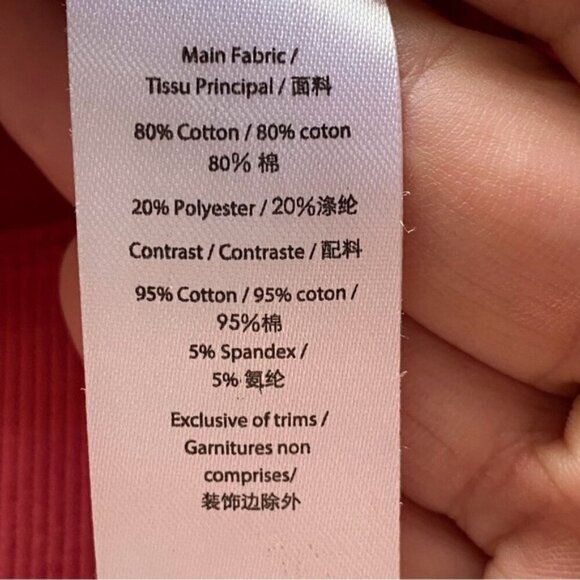 Main Fabric /
Tissu Principal / 面料
80% Cotton / 80% coton
80% 棉
20% Polyester / 20%涤纶
Contrast / Contraste / 配料
95% Cotton / 95% coton /
95%棉
5% Spandex /
5% 氨纶
Exclusive of trims /
Garnitures non
comprises/
装饰边除外